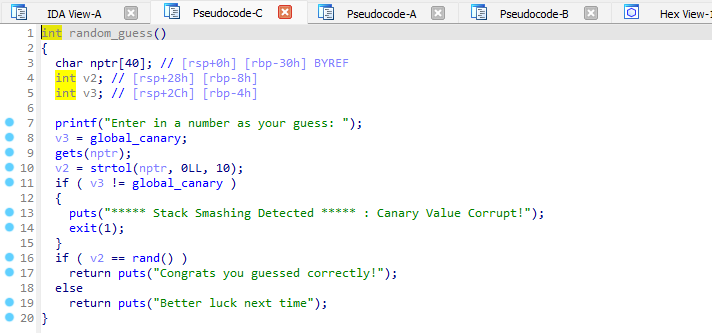 IDA View-A Pseudocode-C Pseudocode-A Pseudocode-B Hex View-1
1 int random_guess()
2 {
3 char nptr[40]; // [rsp+0h] [rbp-30h] BYREF
4 int v2; // [rsp+28h] [rbp-8h]
5 int v3; // [rsp+2Ch] [rbp-4h]
6
7 printf("Enter in a number as your guess: ");
8 v3 = global_canary;
9 gets(nptr);
10 v2 = strtol(nptr, 0LL, 10);
11 if ( v3 != global_canary )
12 {
13 puts("***** Stack Smashing Detected ***** : Canary Value Corrupt!");
14 exit(1);
15 }
16 if ( v2 == rand() )
17 return puts("Congrats you guessed correctly!");
18 else
19 return puts("Better luck next time");
20 }